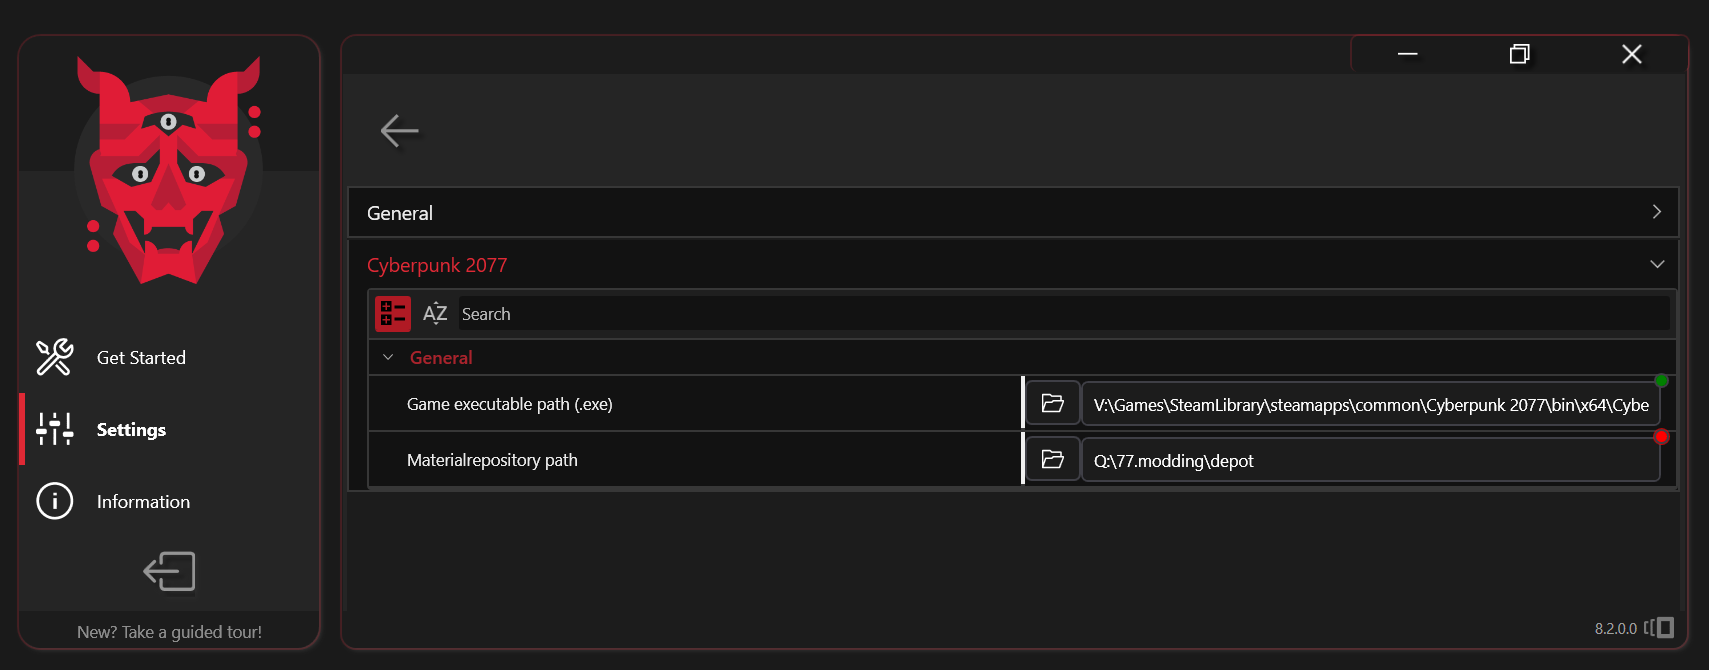 General
Cyberpunk 2077
AZ Search
General
Game executable path (.exe) V:\Games\SteamLibrary\steamapps\common\Cyberpunk 2077\bin\x64\Cybe
Materialrepository path Q:\77.modding\depot
Get Started
Settings
Information
New? Take a guided tour!
8.2.0.0